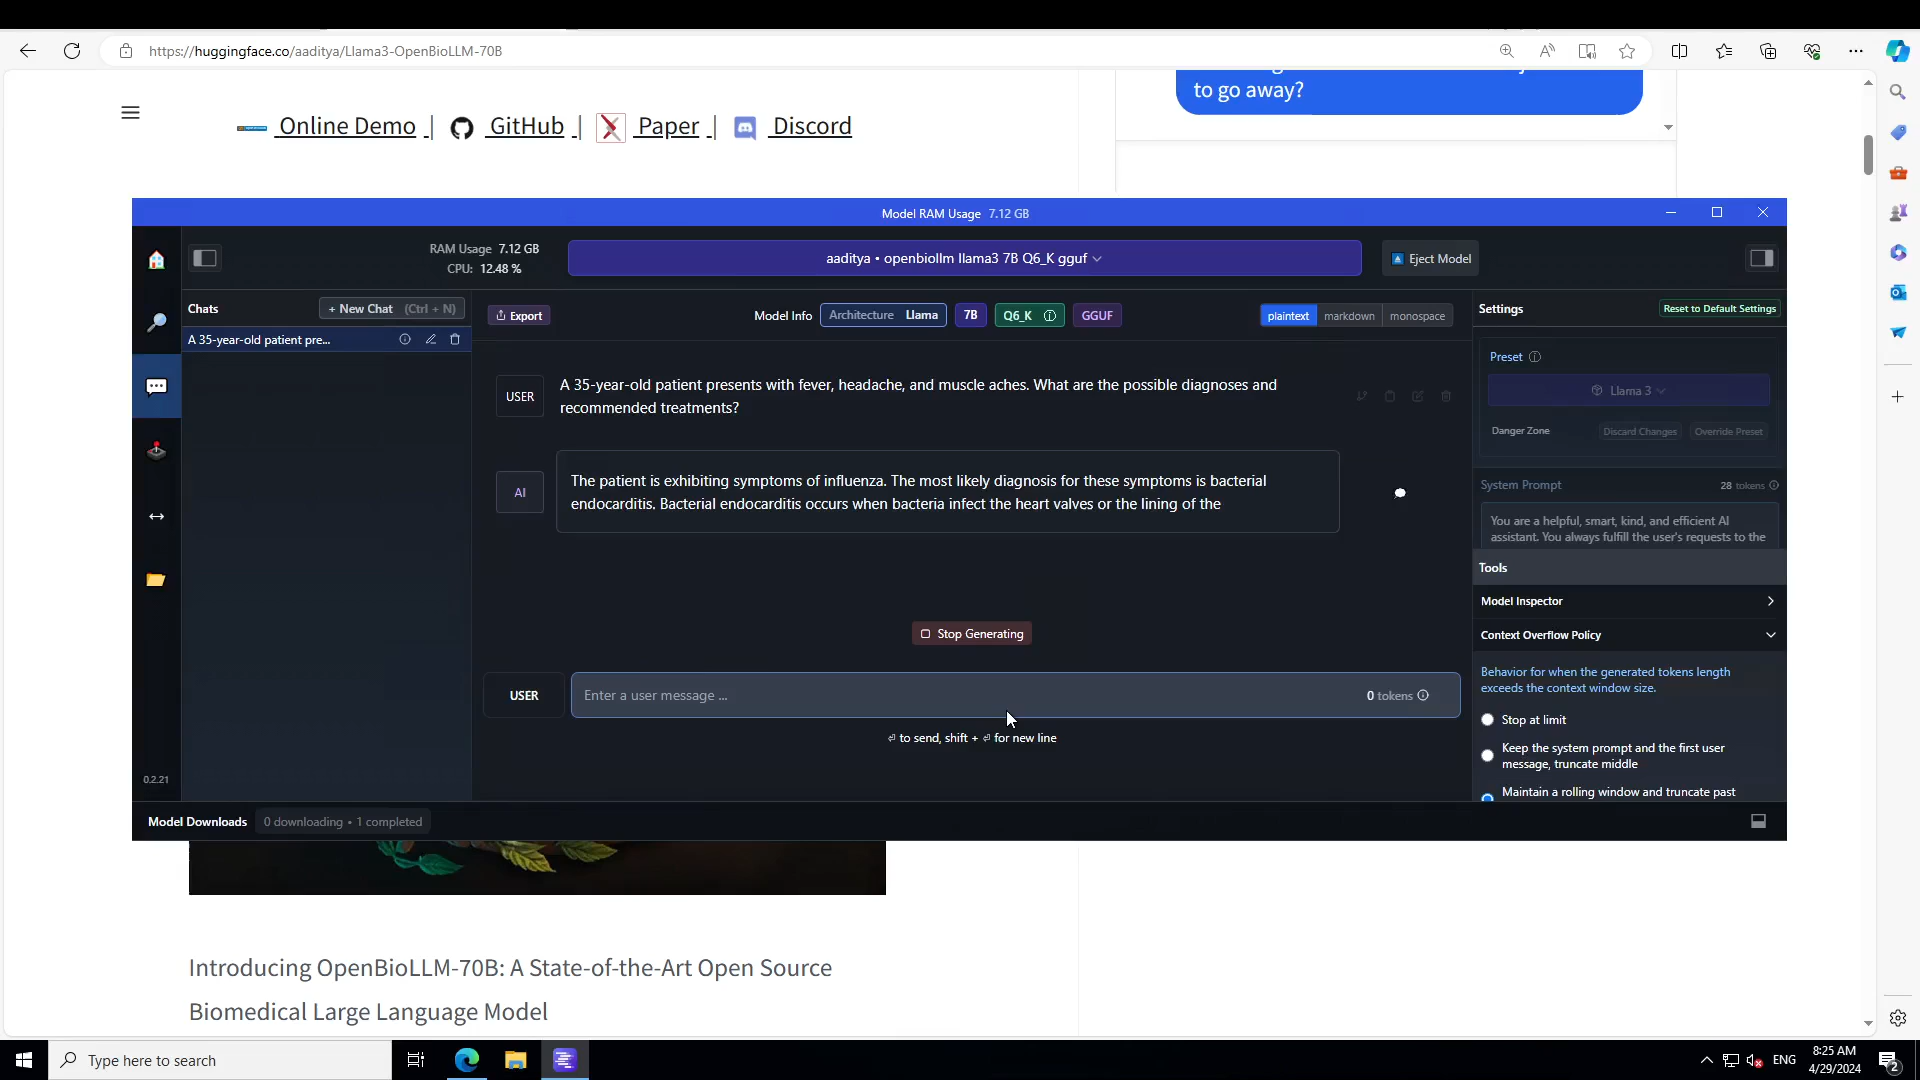 https://huggingface.co/aaditya/Llama3-OpenBioLLM-70B
to go away?
Online Demo | GitHub | Paper | Discord
Model RAM Usage 7.12 GB
RAM Usage 7.12 GB
CPU: 12.48 %
aaditya • openbiollm llama3 7B Q6_K gguf
Eject Model
Chats
+ New Chat (Ctrl + N)
Export
Model Info
Architecture Llama
7B
Q6_K
GGUF
plaintext
markdown
monospace
Settings
Reset to Default Settings
A 35-year-old patient pre...
Preset
Llama 3
Danger Zone
Discard Changes
Override Preset
USER
A 35-year-old patient presents with fever, headache, and muscle aches. What are the possible diagnoses and
recommended treatments?
AI
The patient is exhibiting symptoms of influenza. The most likely diagnosis for these symptoms is bacterial
endocarditis. Bacterial endocarditis occurs when bacteria infect the heart valves or the lining of the
System Prompt
28 tokens
You are a helpful, smart, kind, and efficient AI
assistant. You always fulfill the user's requests to the
Tools
Model Inspector
Context Overflow Policy
Behavior for when the generated tokens length
exceeds the context window size.
Stop at limit
Keep the system prompt and the first user
message, truncate middle
Maintain a rolling window and truncate past
Stop Generating
USER
Enter a user message ...
0 tokens
⏎ to send, shift + ⏎ for new line
0.2.21
Model Downloads
0 downloading • 1 completed
Introducing OpenBioLLM-70B: A State-of-the-Art Open Source
Biomedical Large Language Model
Type here to search
ENG
8:25 AM
4/29/2024
2